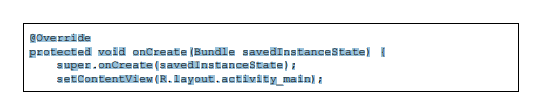 @Override
protected void onCreate(Bundle savedInstanceState) {
super.onCreate(savedInstanceState);
setContentView(R.layout.activity_main);